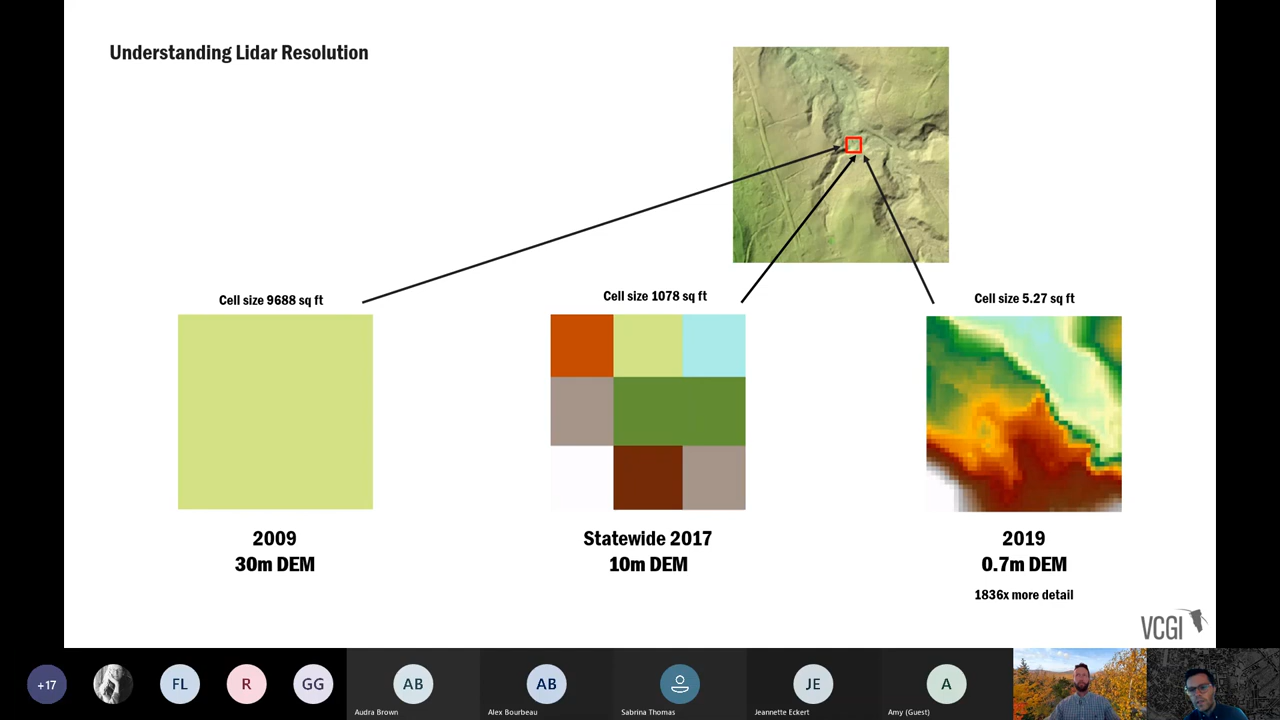 Understanding Lidar Resolution
Cell size 9688 sq ft
Cell size 1078 sq ft
Cell size 5.27 sq ft
2009
30m DEM
Statewide 2017
10m DEM
2019
0.7m DEM
1836x more detail
VCGI
+17
FL
R
GG
AB
Audra Brown
AB
Alex Bourbeau
Sabrina Thomas
JE
Jeannette Eckert
A
Amy (Guest)